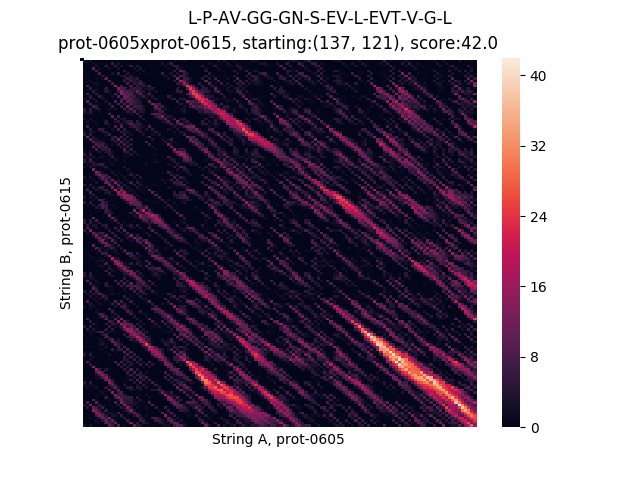 L-P-AV-GG-GN-S-EV-L-EVT-V-G-L
prot-0605xprot-0615, starting:(137, 121), score:42.0
String B, prot-0615
String A, prot-0605
40
32
24
16
8
0